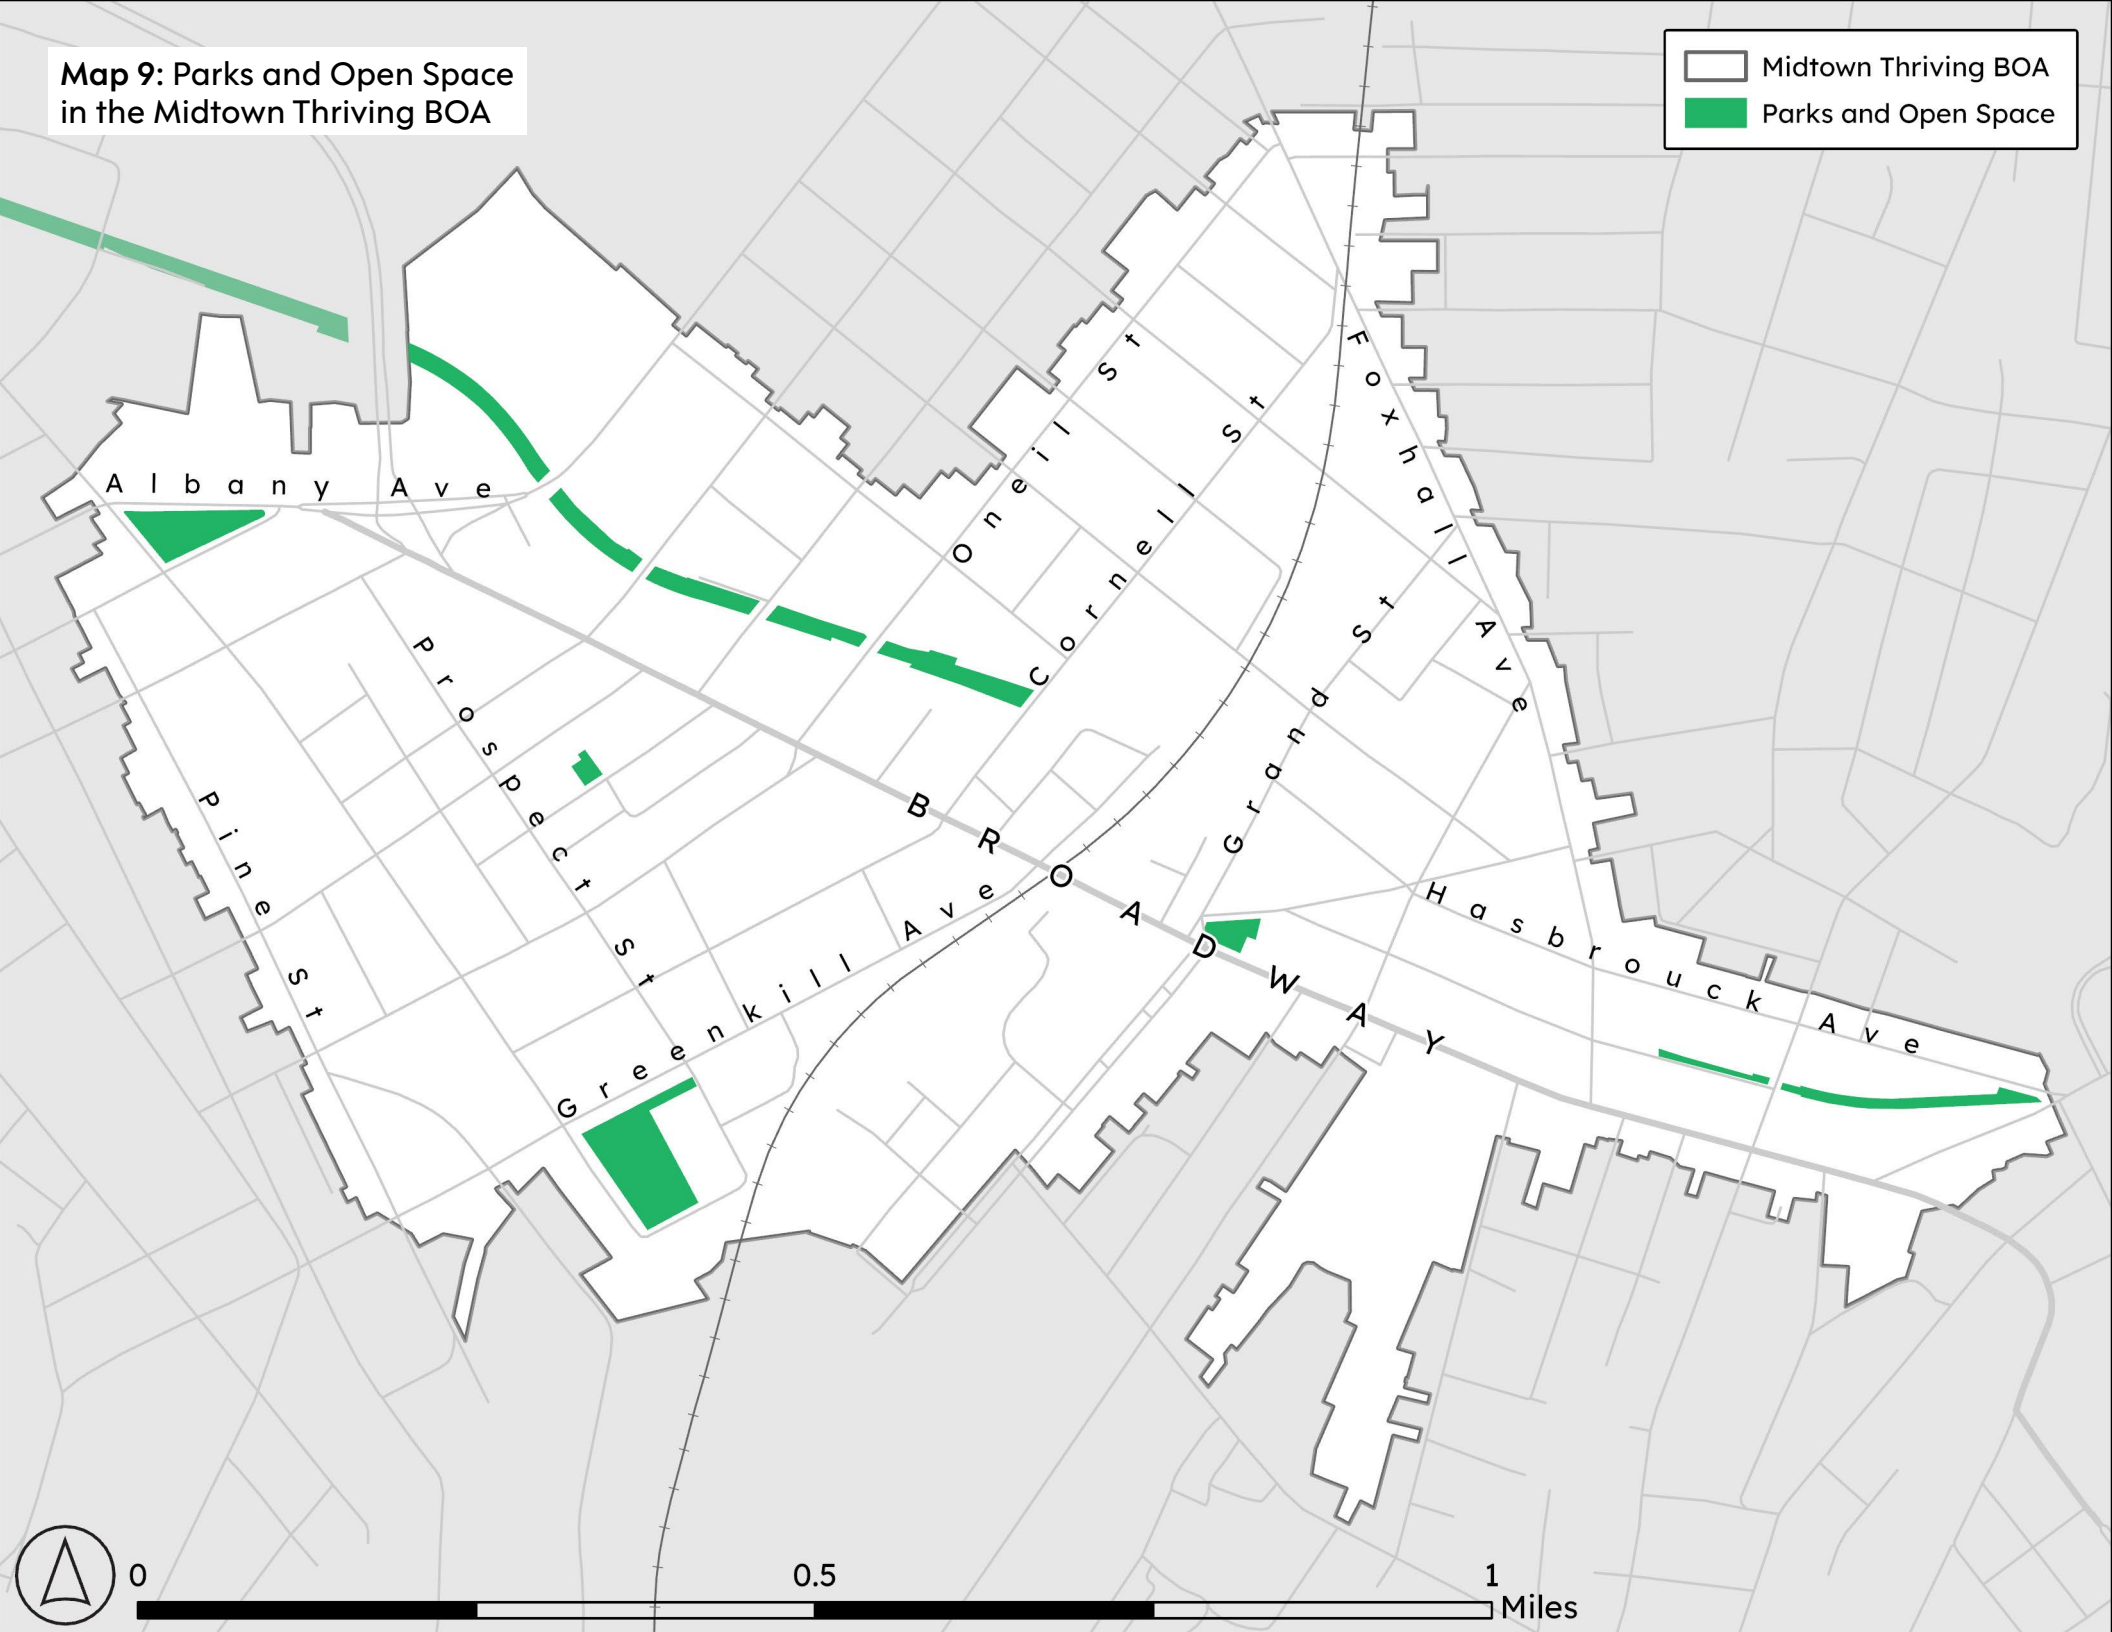 Map 9: Parks and Open Space
in the Midtown Thriving BOA
Midtown Thriving BOA
Parks and Open Space
Albany Ave
Oneil St
Cornell St
Foxhall Ave
Prospect St
Pine St
Grand St
BROADWAY
Greenkill Ave
Hasbrouck Ave
0
0.5
1
Miles